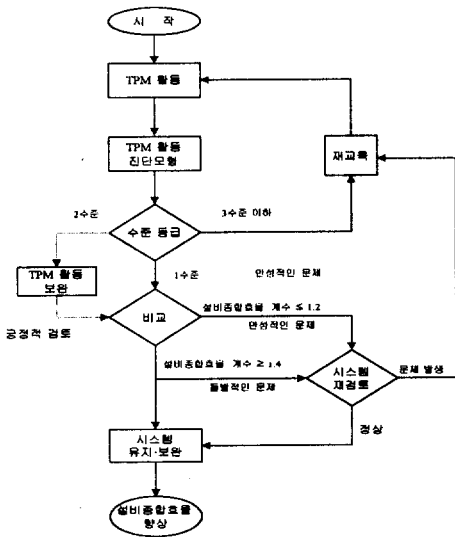 시 작
TPM 활동
TPM 활동
진단모형
재교육
2수준
3수준 이하
수준 등급
1수준
만성적인 문제
TPM 활동
보완
긍정적 검토
비교
설비종합효율 계수 ≤ 1.2
만성적인 문제
설비종합효율 계수 ≥ 1.4
돌발적인 문제
시스템
재검토
문제 발생
정상
시스템
유지·보완
설비종합효율
향상